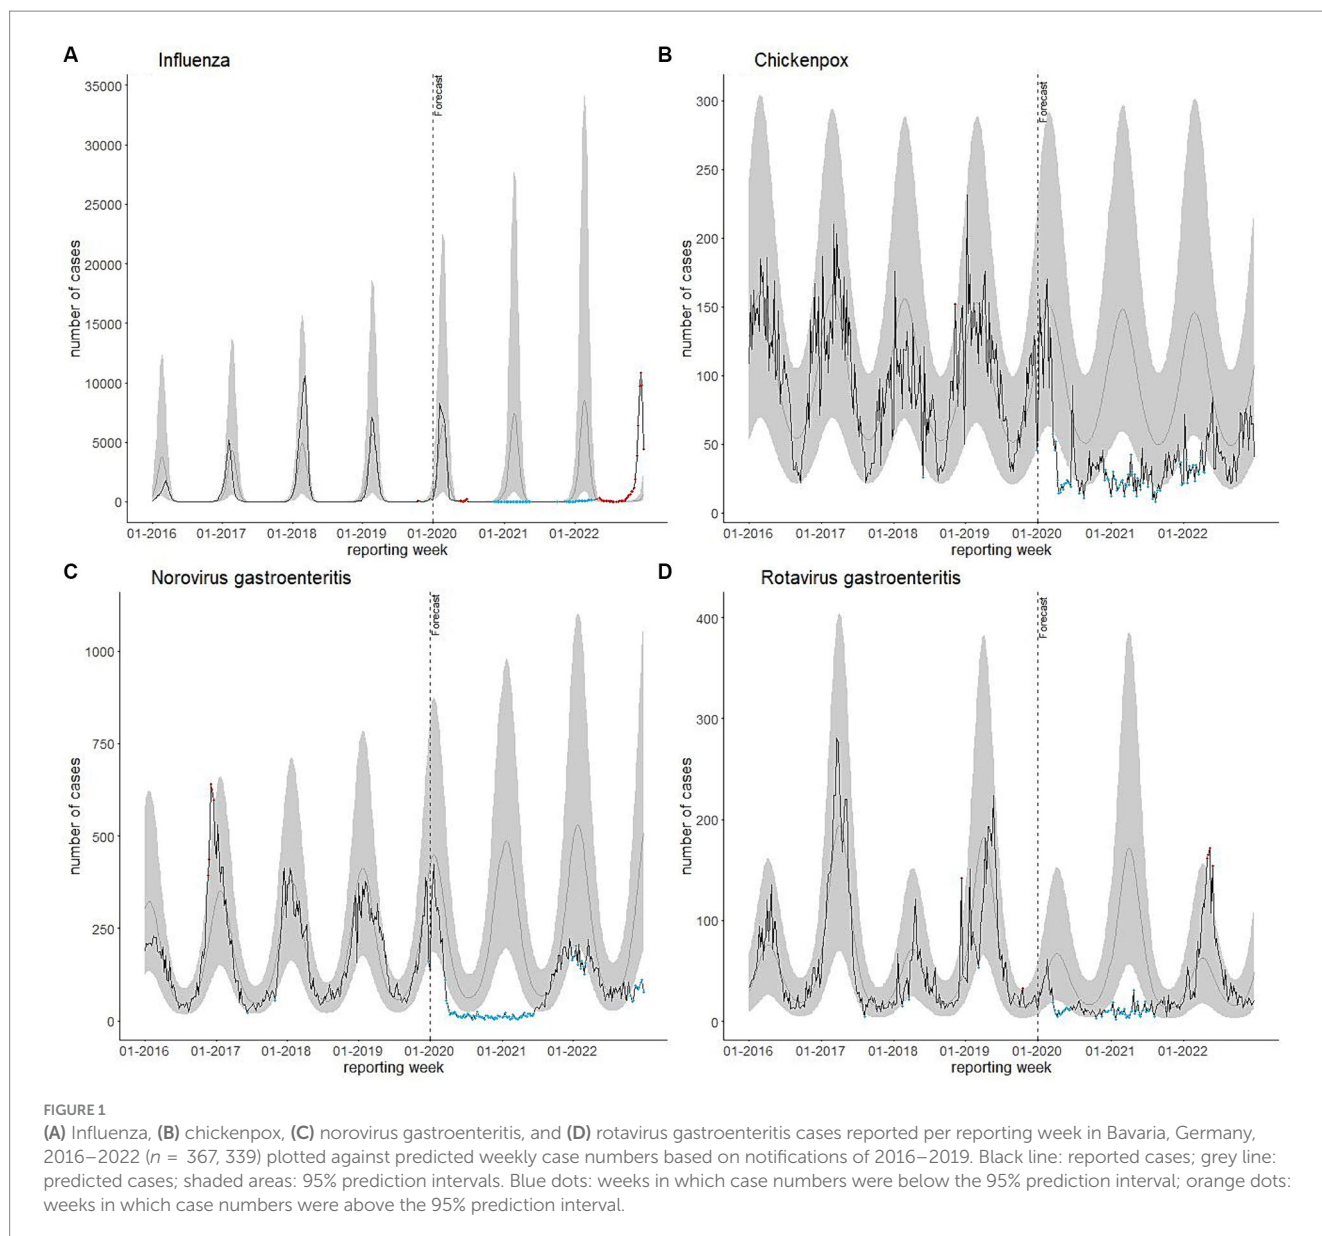 A
Influenza
35000
30000
25000
20000
15000
10000
5000
0
number of cases
Forecast
01-2016 01-2017 01-2018 01-2019 01-2020 01-2021 01-2022
reporting week
B
Chickenpox
300
250
200
150
100
50
0
number of cases
Forecast
01-2016 01-2017 01-2018 01-2019 01-2020 01-2021 01-2022
reporting week
C
Norovirus gastroenteritis
1000
750
500
250
0
number of cases
Forecast
01-2016 01-2017 01-2018 01-2019 01-2020 01-2021 01-2022
reporting week
D
Rotavirus gastroenteritis
400
300
200
100
0
number of cases
Forecast
01-2016 01-2017 01-2018 01-2019 01-2020 01-2021 01-2022
reporting week
FIGURE 1
(A) Influenza, (B) chickenpox, (C) norovirus gastroenteritis, and (D) rotavirus gastroenteritis cases reported per reporting week in Bavaria, Germany,
2016–2022 (n = 367, 339) plotted against predicted weekly case numbers based on notifications of 2016–2019. Black line: reported cases; grey line:
predicted cases; shaded areas: 95% prediction intervals. Blue dots: weeks in which case numbers were below the 95% prediction interval; orange dots:
weeks in which case numbers were above the 95% prediction interval.